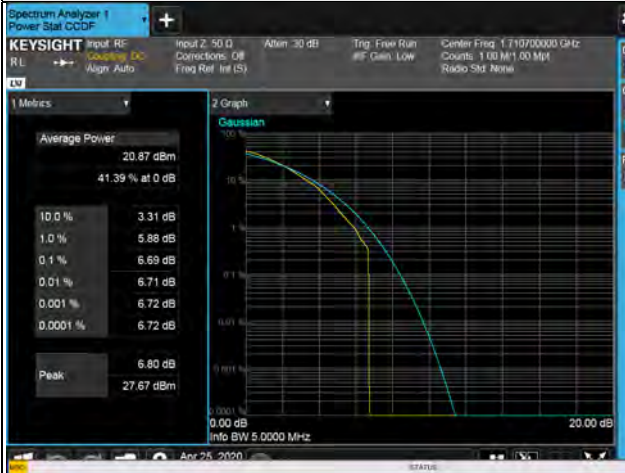 Spectrum Analyzer 1
Power Stat CCDF
+
KEYSIGHT
RL
Input: RF
Coupling: DC
Align: Auto
Input Z: 50 Ω
Corrections: Off
Freq Ref: Int (S)
Atten: 30 dB
Trig: Free Run
#IF Gain: Low
Center Freq: 1.710700000 GHz
Counts: 1.00 M/1.00 Mpt
Radio Std: None
1 Metrics
Average Power
20.87 dBm
41.39 % at 0 dB
10.0 % 3.31 dB
1.0 % 5.88 dB
0.1 % 6.69 dB
0.01 % 6.71 dB
0.001 % 6.72 dB
0.0001 % 6.72 dB
Peak
6.80 dB
27.67 dBm
2 Graph
Gaussian
100 %
10 %
1 %
0.1 %
0.01 %
0.001 %
0.0001 %
0.00 dB
20.00 dB
Info BW 5.0000 MHz
Apr 25, 2020
MSG
STATUS